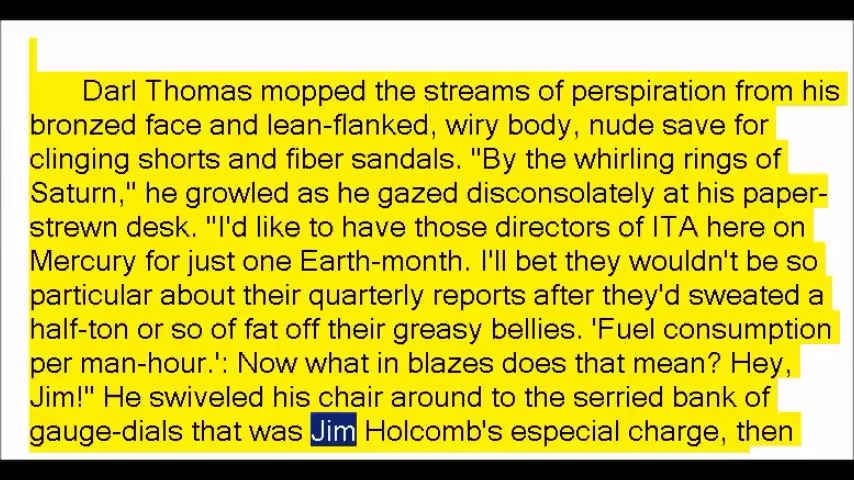 Darl Thomas mopped the streams of perspiration from his
bronzed face and lean-flanked, wiry body, nude save for
clinging shorts and fiber sandals. "By the whirling rings of
Saturn," he growled as he gazed disconsolately at his paper-
strewn desk. "I'd like to have those directors of ITA here on
Mercury for just one Earth-month. I'll bet they wouldn't be so
particular about their quarterly reports after they'd sweated a
half-ton or so of fat off their greasy bellies. 'Fuel consumption
per man-hour.': Now what in blazes does that mean? Hey,
Jim!" He swiveled his chair around to the serried bank of
gauge-dials that was Jim Holcomb's especial charge, then